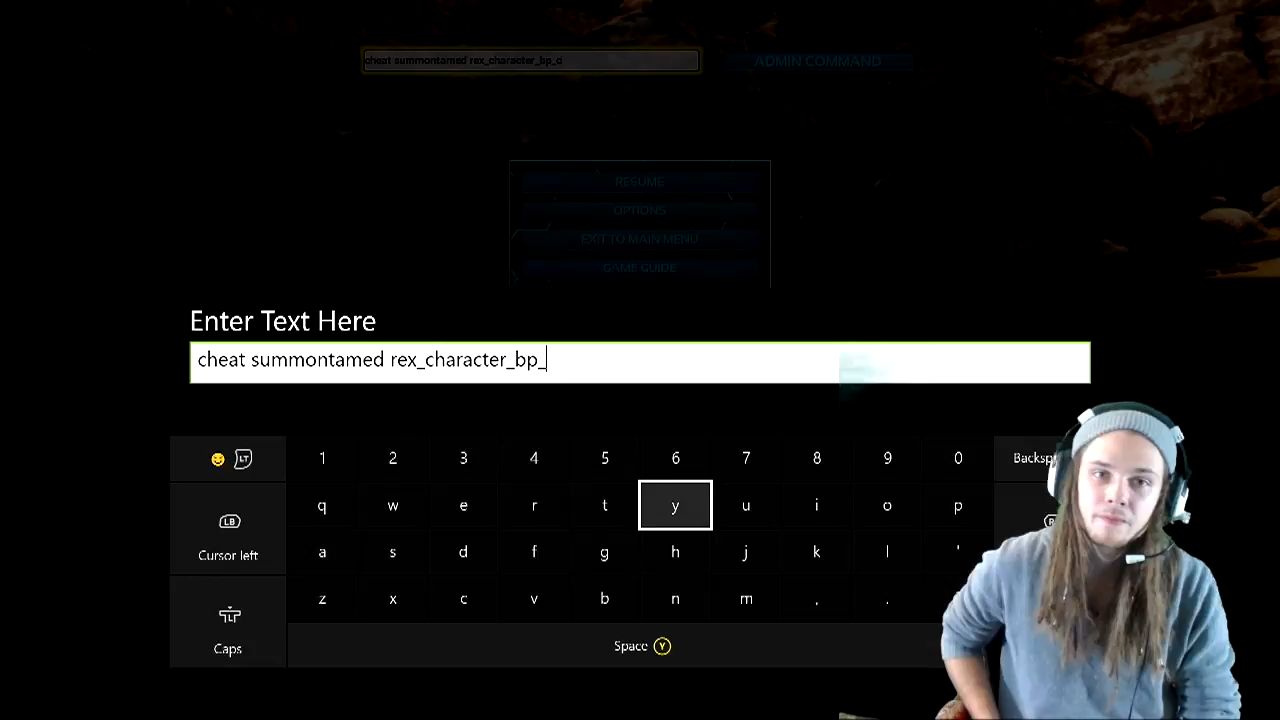 cheat summontamed rex_character_bp_c
ADMIN COMMAND
RESUME
OPTIONS
EXIT TO MAIN MENU
GAME GUIDE
Enter Text Here
cheat summontamed rex_character_bp_
LT 1 2 3 4 5 6 7 8 9 0 Backsp
q w e r t y u i o p
LB
Cursor left
a s d f g h j k l '
z x c v b n m , .
Caps
Space Y